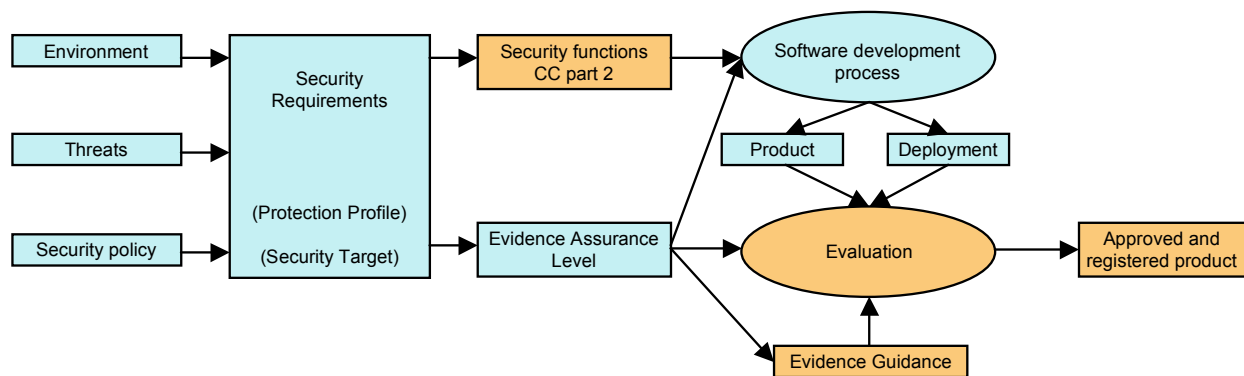 Environment
Threats
Security policy
Security
Requirements
(Protection Profile)
(Security Target)
Security functions
CC part 2
Evidence Assurance
Level
Software development
process
Product
Deployment
Evaluation
Evidence Guidance
Approved and
registered product